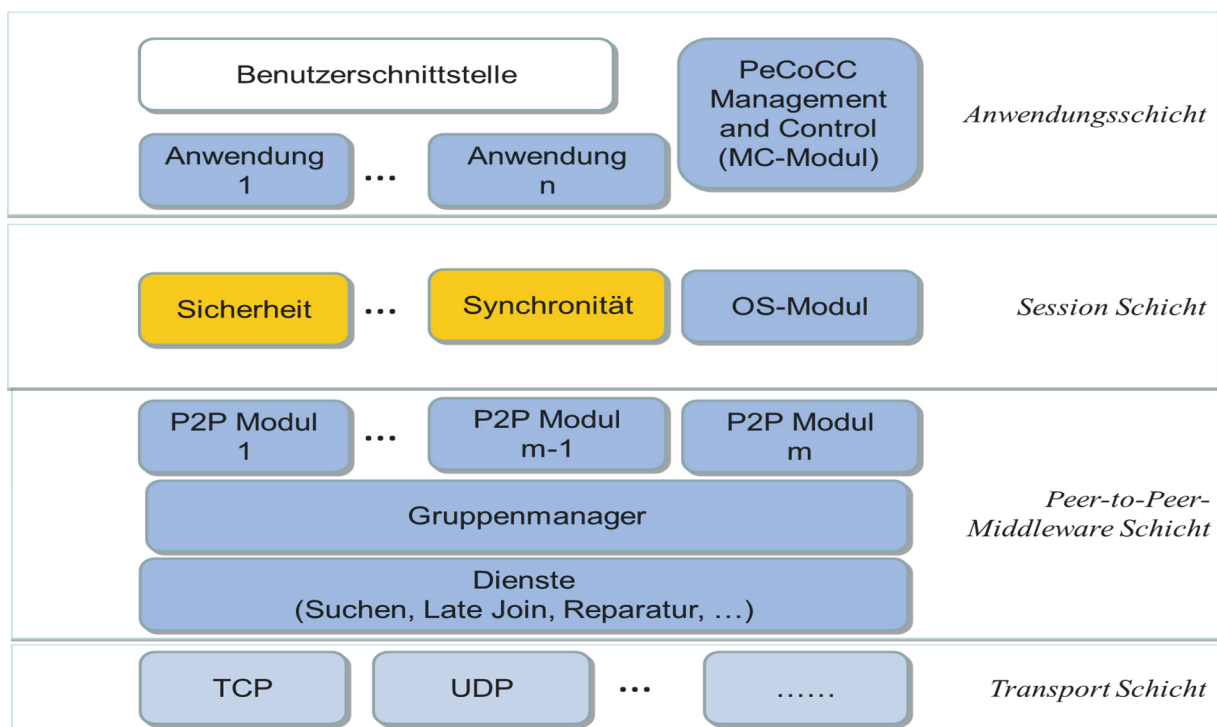 Benutzerschnittstelle
PeCoCC
Management
and Control
(MC-Modul)
Anwendungsschicht
Anwendung
1
...
Anwendung
n
Sicherheit
...
Synchronität
OS-Modul
Session Schicht
P2P Modul
1
...
P2P Modul
m-1
P2P Modul
m
Gruppenmanager
Peer-to-Peer-
Middleware Schicht
Dienste
(Suchen, Late Join, Reparatur, ...)
TCP
UDP
...
......
Transport Schicht